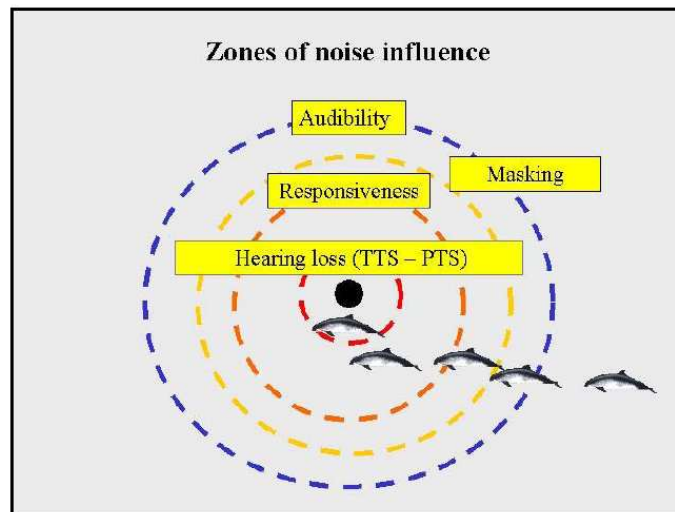 Zones of noise influence
Audibility
Masking
Responsiveness
Hearing loss (TTS – PTS)